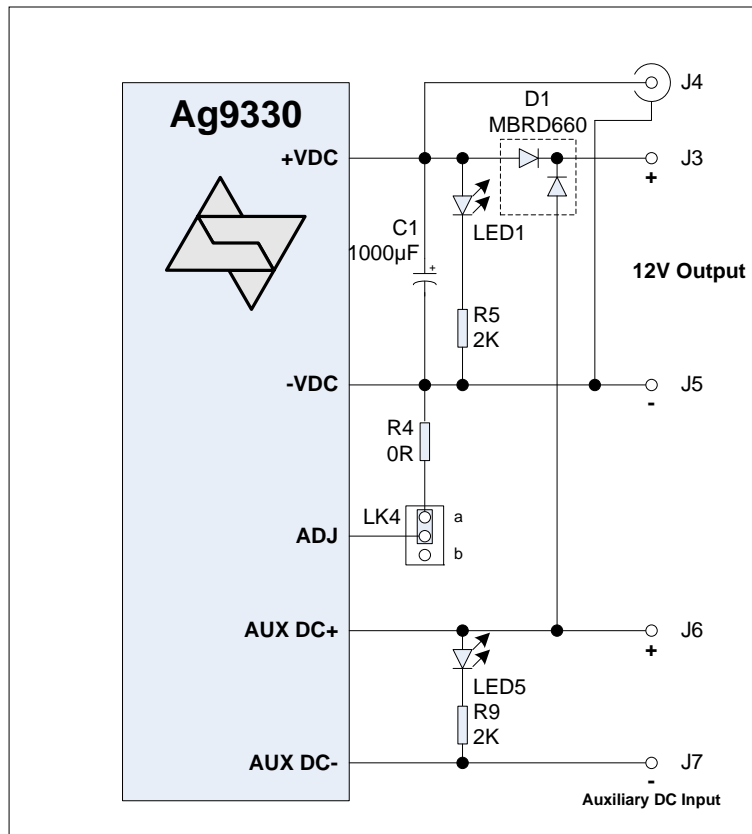 J4
D1
Ag9330
MBRD660
+VDC
J3
+
C1
LED1
1000µF
+
12V Output
R5
2K
-VDC
J5
-
R4
0R
LK4
a
ADJ
b
AUX DC+
J6
+
LED5
R9
2K
AUX DC-
J7
-
Auxiliary DC Input